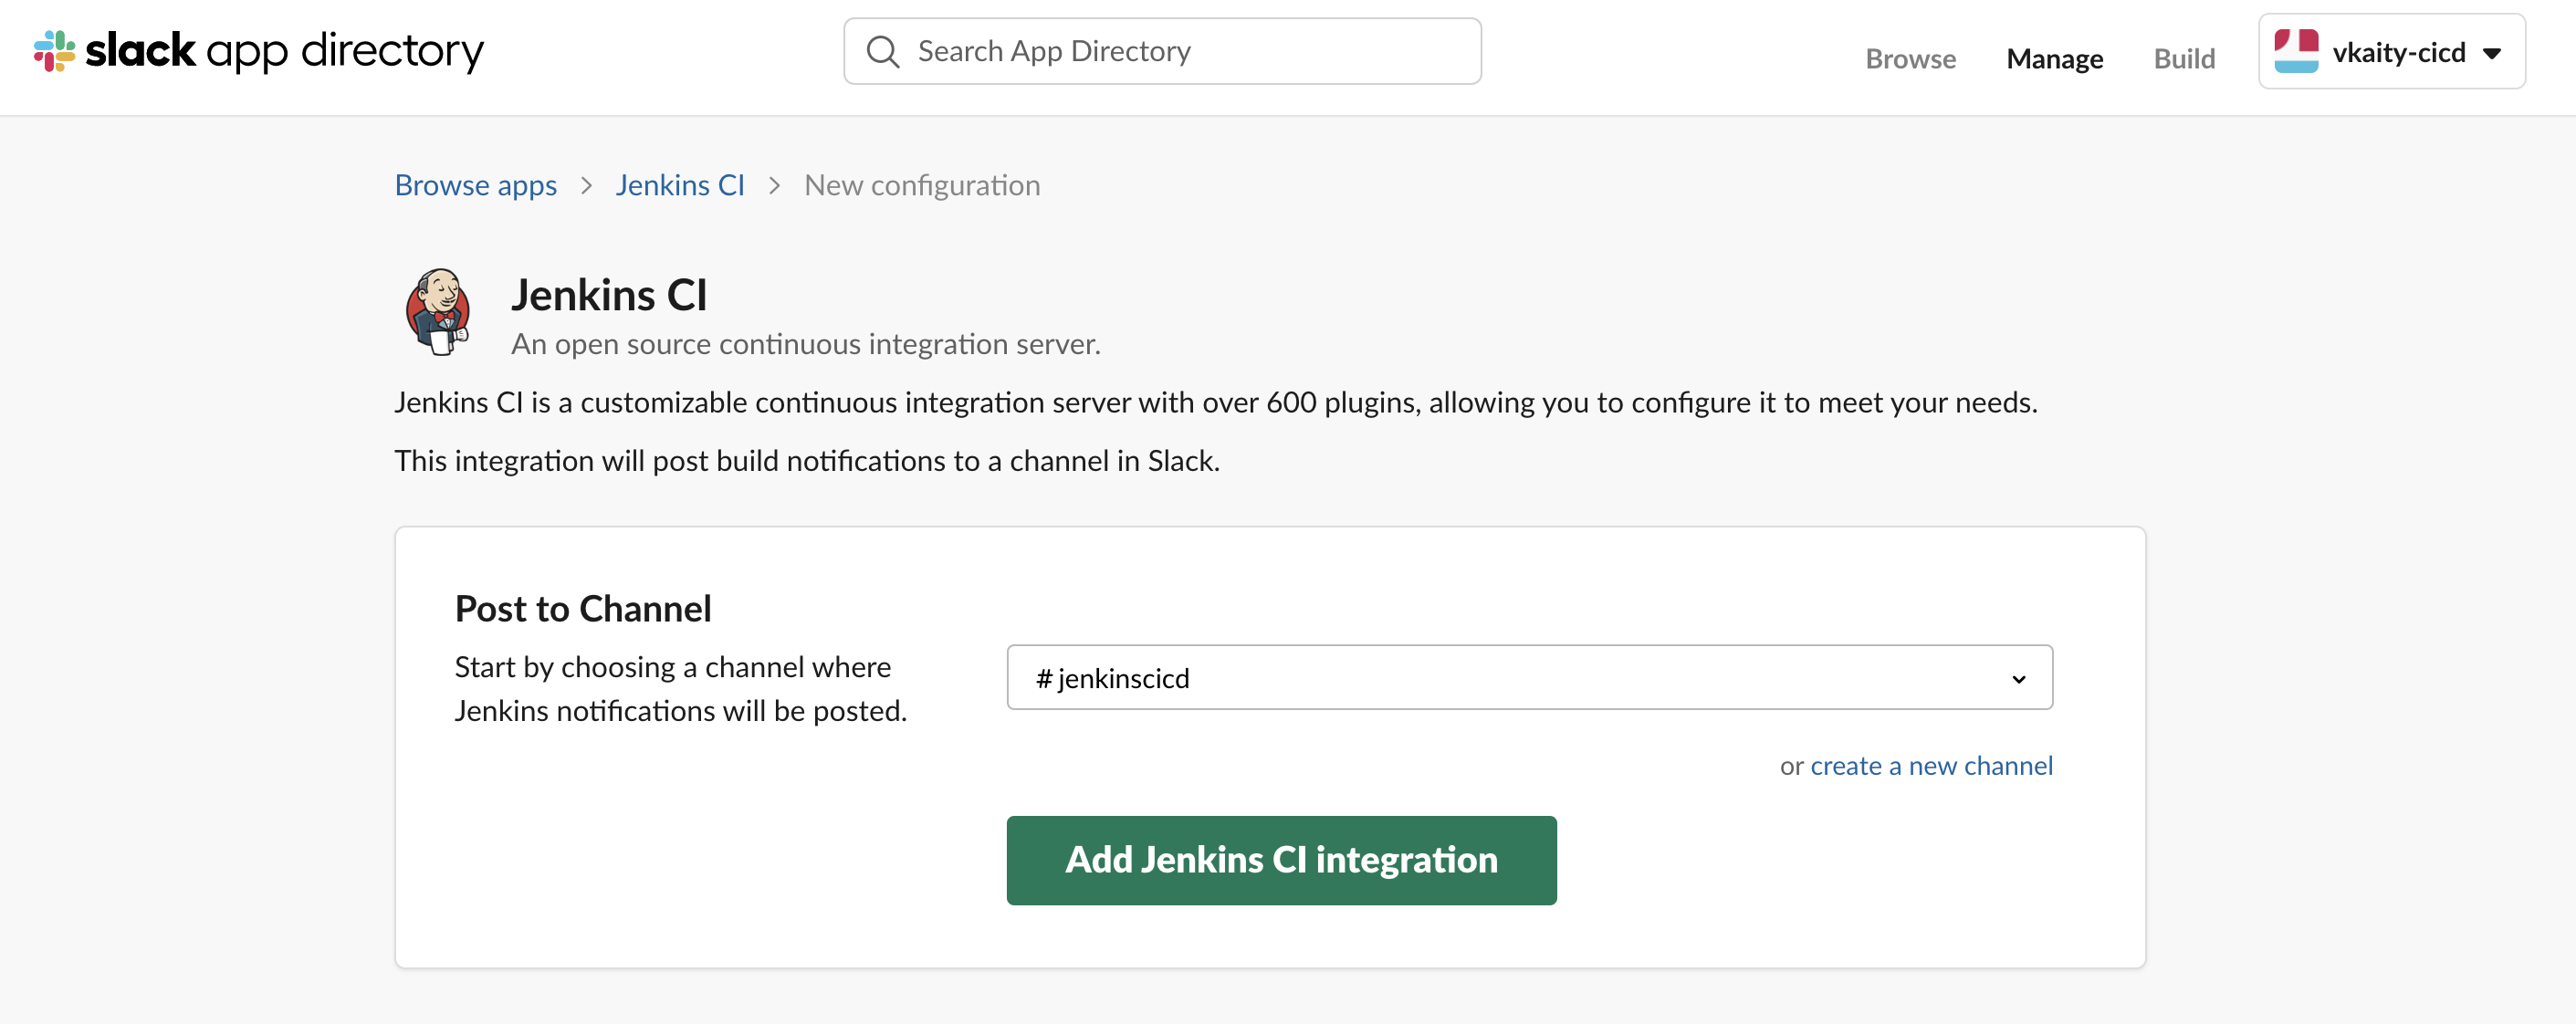 slack app directory
Search App Directory
Browse
Manage
Build
vkaity-cicd
Browse apps > Jenkins CI > New configuration
Jenkins CI
An open source continuous integration server.
Jenkins CI is a customizable continuous integration server with over 600 plugins, allowing you to configure it to meet your needs.
This integration will post build notifications to a channel in Slack.
Post to Channel
Start by choosing a channel where
Jenkins notifications will be posted.
# jenkinscicd
or create a new channel
Add Jenkins CI integration